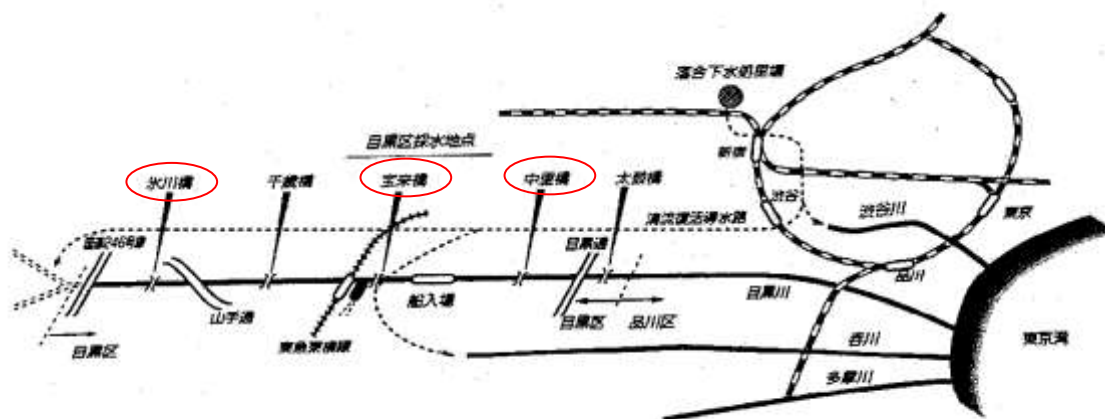 落合下水処理場
目黒区採水地点
氷川橋
千歳橋
宝来橋
中里橋
太鼓橋
新宿
渋谷
渋谷川
東京
清流復活導水路
国道246号線
目黒通
品川
山手通
船入場
目黒川
目黒区
東急東横線
目黒区
品川区
呑川
多摩川
東京湾